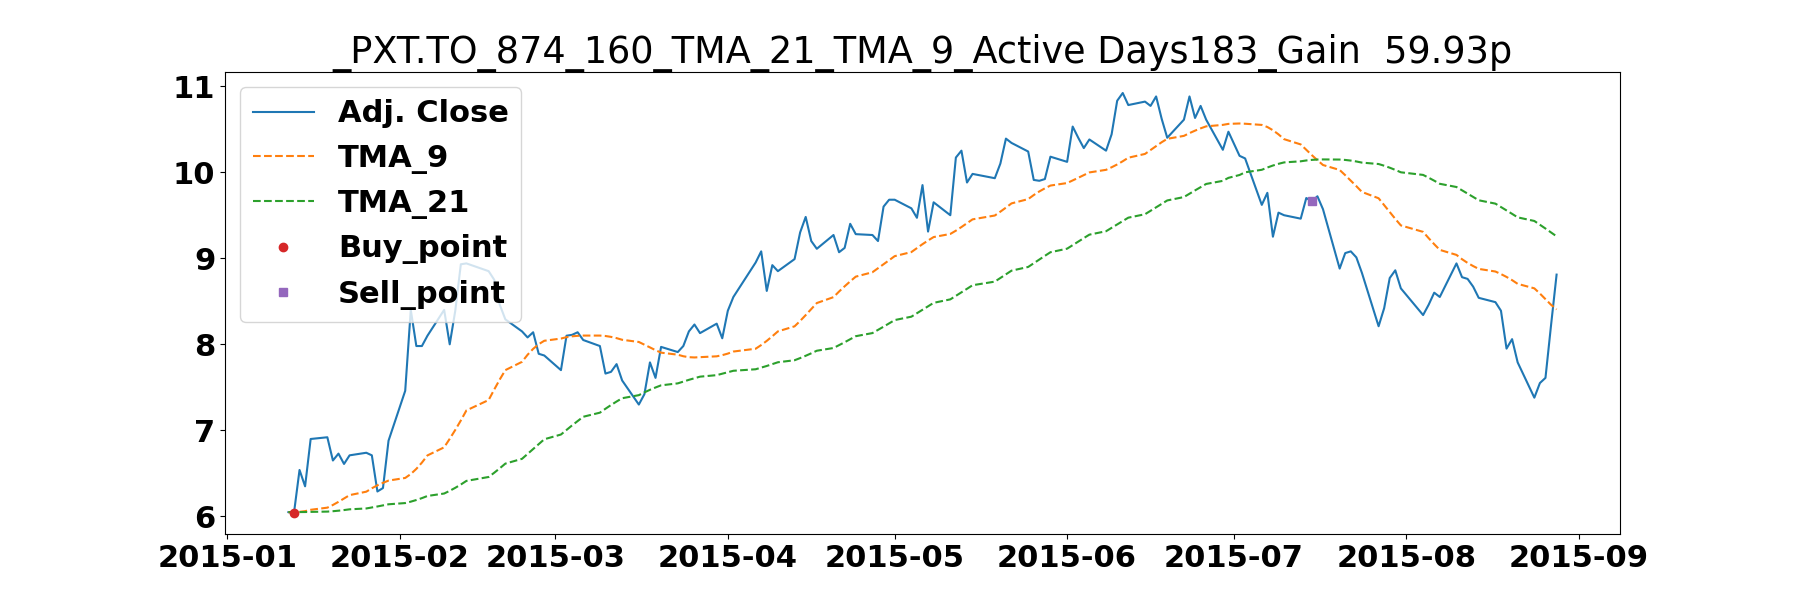 _PXT.TO_874_160_TMA_21_TMA_9_Active Days183_Gain  59.93p
11
10
9
8
7
6
Adj. Close
TMA_9
TMA_21
Buy_point
Sell_point
2015-01 2015-02 2015-03 2015-04 2015-05 2015-06 2015-07 2015-08 2015-09